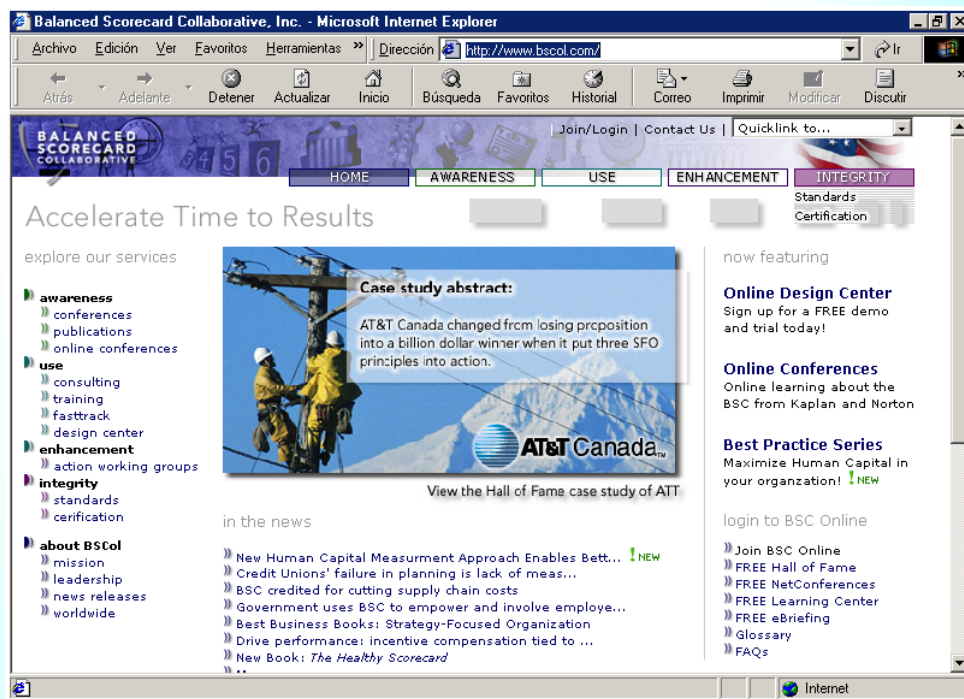 Balanced Scorecard Collaborative, Inc. - Microsoft Internet Explorer
Archivo Edición Ver Favoritos Herramientas » Dirección http://www.bscol.com/ Ir
Atrás Adelante Detener Actualizar Inicio Búsqueda Favoritos Historial Correo Imprimir Modificar Discutir »
BALANCED
SCORECARD
COLLABORATIVE
3 4 5 6
Join/Login | Contact Us | Quicklink to...
HOME AWARENESS USE ENHANCEMENT INTEGRITY
Standards
Certification
Accelerate Time to Results
explore our services
awareness
conferences
publications
online conferences
use
consulting
training
fasttrack
design center
enhancement
action working groups
integrity
standards
cerification
about BSCol
mission
leadership
news releases
worldwide
Case study abstract:
AT&T Canada changed from losing proposition
into a billion dollar winner when it put three SFO
principles into action.
AT&T Canada TM
View the Hall of Fame case study of ATT
in the news
New Human Capital Measurment Approach Enables Bett... ! NEW
Credit Unions' failure in planning is lack of meas...
BSC credited for cutting supply chain costs
Government uses BSC to empower and involve employe...
Best Business Books: Strategy-Focused Organization
Drive performance: incentive compensation tied to ...
New Book: The Healthy Scorecard
now featuring
Online Design Center
Sign up for a FREE demo
and trial today!
Online Conferences
Online learning about the
BSC from Kaplan and Norton
Best Practice Series
Maximize Human Capital in
your organzation! ! NEW
login to BSC Online
Join BSC Online
FREE Hall of Fame
FREE NetConferences
FREE Learning Center
FREE eBriefing
Glossary
FAQs
Internet